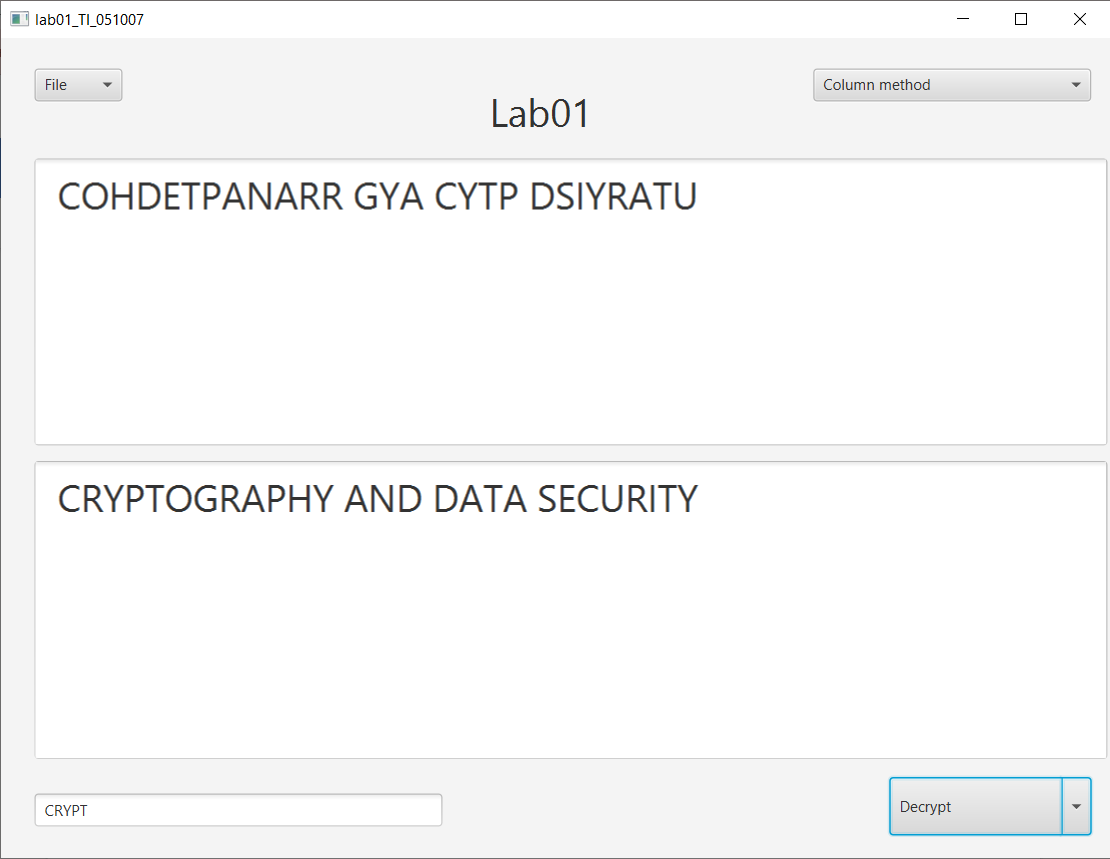 lab01_TI_051007
File
Column method
Lab01
COHDETPANARR GYA CYTP DSIYRATU
CRYPTOGRAPHY AND DATA SECURITY
CRYPT
Decrypt